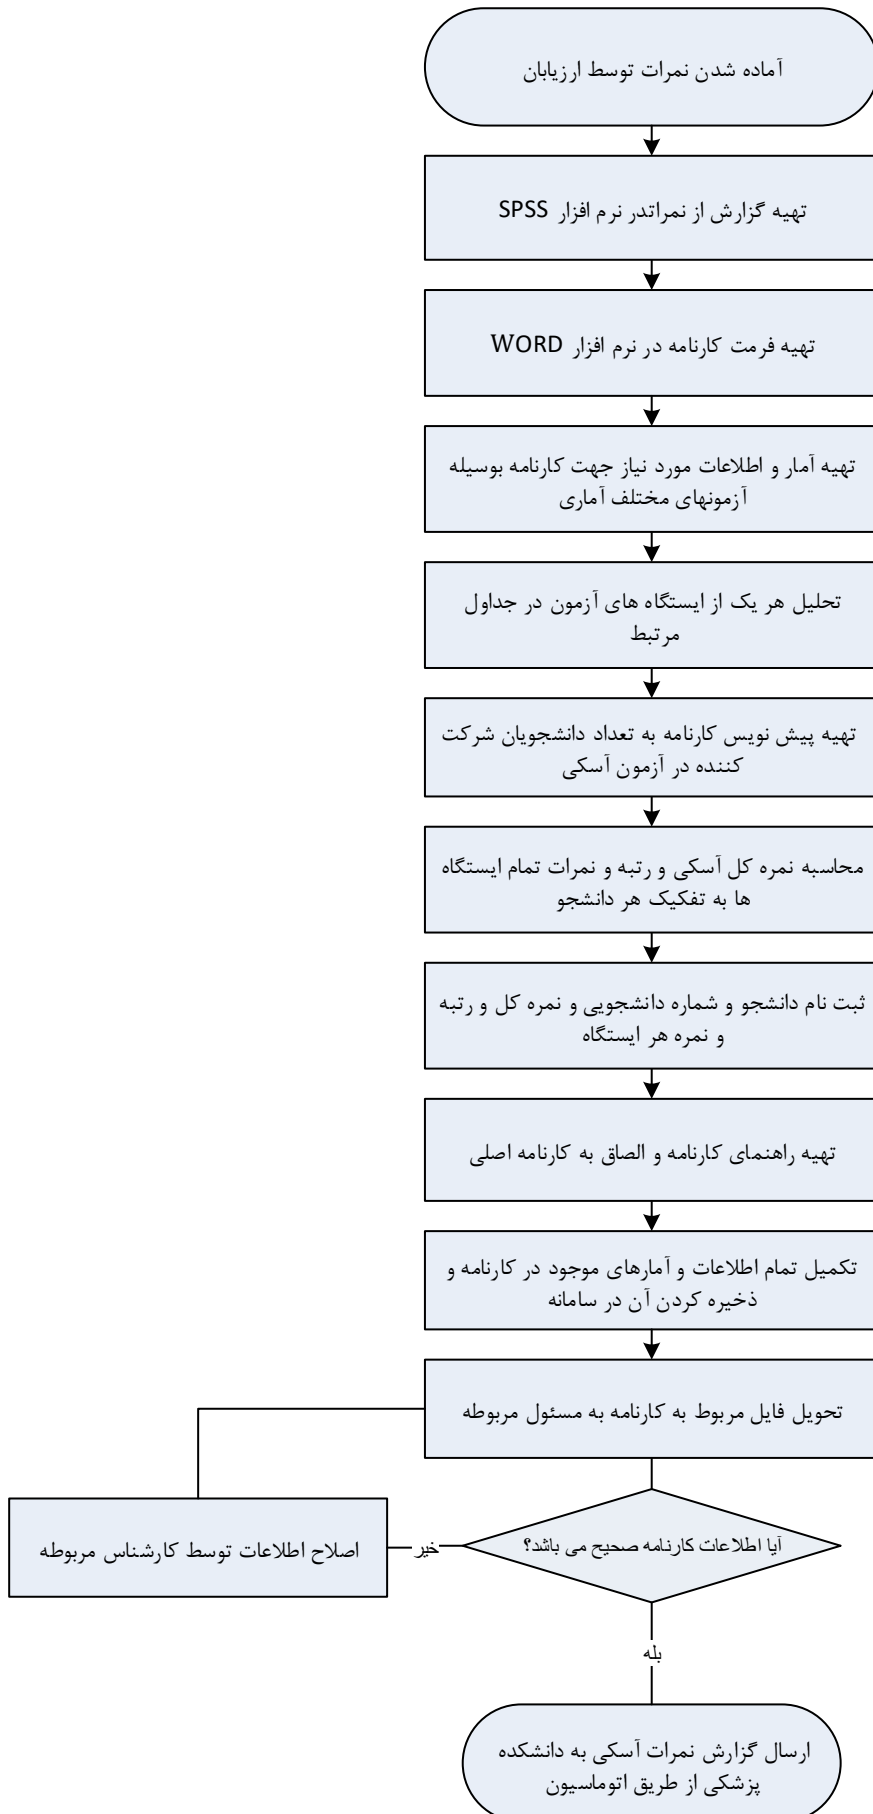 آماده شدن نمرات توسط ارزیابان
تهیه گزارش از نمراتدر نرم افزار SPSS
تهیه فرمت کارنامه در نرم افزار WORD
تهیه آمار و اطلاعات مورد نیاز جهت کارنامه بوسیله
آزمونهای مختلف آماری
تحلیل هر یک از ایستگاه های آزمون در جداول
مرتبط
تهیه پیش نویس کارنامه به تعداد دانشجویان شرکت
کننده در آزمون آسکی
محاسبه نمره کل آسکی و رتبه و نمرات تمام ایستگاه
ها به تفکیک هر دانشجو
ثبت نام دانشجو و شماره دانشجویی و نمره کل و رتبه
و نمره هر ایستگاه
تهیه راهنمای کارنامه و الصاق به کارنامه اصلی
تکمیل تمام اطلاعات و آمارهای موجود در کارنامه و
ذخیره کردن آن در سامانه
تحویل فایل مربوط به کارنامه به مسئول مربوطه
آیا اطلاعات کارنامه صحیح می باشد؟
خیر
اصلاح اطلاعات توسط کارشناس مربوطه
بله
ارسال گزارش نمرات آسکی به دانشکده
پزشکی از طریق اتوماسیون